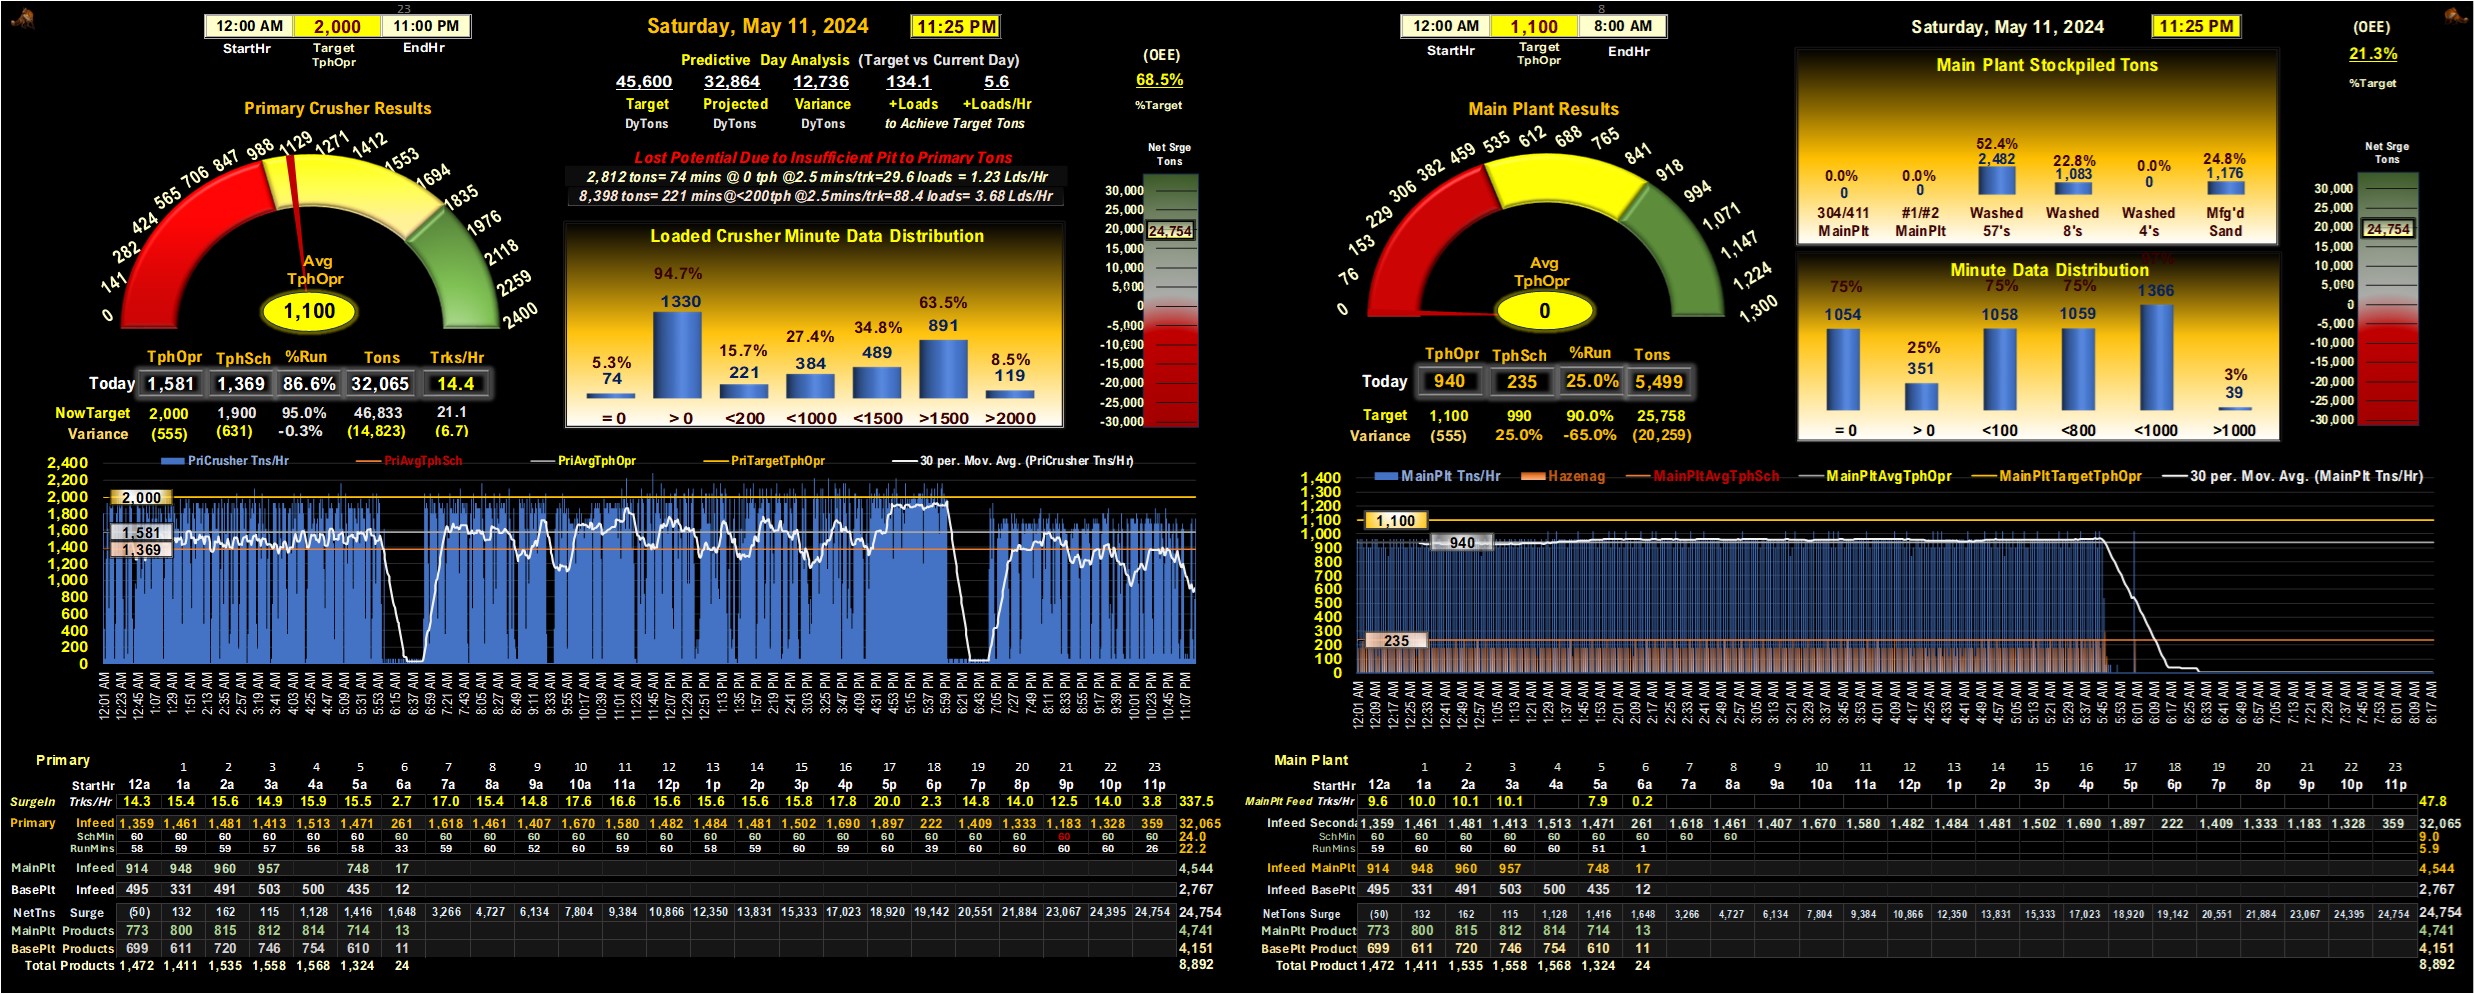 23
12:00 AM 2,000 11:00 PM
StartHr Target TphOpr EndHr
Saturday, May 11, 2024 11:25 PM
Predictive Day Analysis (Target vs Current Day)
45,600 32,864 12,736 134.1 5.6
Target Projected Variance +Loads +Loads/Hr
DyTons DyTons DyTons to Achieve Target Tons
(OEE)
68.5%
%Target
Lost Potential Due to Insufficient Pit to Primary Tons
2,812 tons= 74 mins @ 0 tph @2.5 mins/trk=29.6 loads = 1.23 Lds/Hr
8,398 tons= 221 mins@<200tph @2.5mins/trk=88.4 loads= 3.68 Lds/Hr
Primary Crusher Results
0 141 282 424 565 706 847 988 1129 1271 1412 1553 1694 1835 1976 2118 2259 2400
Avg
TphOpr
1,100
TphOpr TphSch %Run Tons Trks/Hr
Today 1,581 1,369 86.6% 32,065 14.4
NowTarget 2,000 1,900 95.0% 46,833 21.1
Variance (555) (631) -0.3% (14,823) (6.7)
Loaded Crusher Minute Data Distribution
5.3% 94.7% 15.7% 27.4% 34.8% 63.5% 8.5%
74 1330 221 384 489 891 119
= 0 > 0 <200 <1000 <1500 >1500 >2000
Net Srge
Tons
30,000
25,000
20,000
24,754
15,000
10,000
5,000
0
-5,000
-10,000
-15,000
-20,000
-25,000
-30,000
PriCrusher Tns/Hr PriAvgTphSch PriAvgTphOpr PriTargetTphOpr 30 per. Mov. Avg. (PriCrusher Tns/Hr)
2,400
2,200
2,000
1,800
1,600
1,400
1,200
1,000
800
600
400
200
0
2,000
1,581
1,369
12:01 AM 12:23 AM 12:45 AM 1:07 AM 1:29 AM 1:51 AM 2:13 AM 2:35 AM 2:57 AM 3:19 AM 3:41 AM 4:03 AM 4:25 AM 4:47 AM 5:09 AM 5:31 AM 5:53 AM 6:15 AM 6:37 AM 6:59 AM 7:21 AM 7:43 AM 8:05 AM 8:27 AM 8:49 AM 9:11 AM 9:33 AM 9:55 AM 10:17 AM 10:39 AM 11:01 AM 11:23 AM 11:45 AM 12:07 PM 12:29 PM 12:51 PM 1:13 PM 1:35 PM 1:57 PM 2:19 PM 2:41 PM 3:03 PM 3:25 PM 3:47 PM 4:09 PM 4:31 PM 4:53 PM 5:15 PM 5:37 PM 5:59 PM 6:21 PM 6:43 PM 7:05 PM 7:27 PM 7:49 PM 8:11 PM 8:33 PM 8:55 PM 9:17 PM 9:39 PM 10:01 PM 10:23 PM 10:45 PM 11:07 PM
Primary 1 2 3 4 5 6 7 8 9 10 11 12 13 14 15 16 17 18 19 20 21 22 23
StartHr 12a 1a 2a 3a 4a 5a 6a 7a 8a 9a 10a 11a 12p 1p 2p 3p 4p 5p 6p 7p 8p 9p 10p 11p
SurgeIn Trks/Hr 14.3 15.4 15.6 14.9 15.9 15.5 2.7 17.0 15.4 14.8 17.6 16.6 15.6 15.6 15.6 15.8 17.8 20.0 2.3 14.8 14.0 12.5 14.0 3.8 337.5
Primary Infeed 1,359 1,461 1,481 1,413 1,513 1,471 261 1,618 1,461 1,407 1,670 1,580 1,482 1,484 1,481 1,502 1,690 1,897 222 1,409 1,333 1,183 1,328 359 32,065
SchMin 60 60 60 60 60 60 60 60 60 60 60 60 60 60 60 60 60 60 60 60 60 60 60 60 24.0
RunMins 58 59 59 57 56 58 33 59 60 52 60 59 60 58 60 60 58 60 39 60 60 60 60 26 22.2
MainPlt Infeed 914 948 960 957 748 17 4,544
BasePlt Infeed 495 331 491 503 500 435 12 2,767
NetTns Surge (50) 132 162 115 1,128 1,416 1,648 3,266 4,727 6,134 7,804 9,384 10,866 12,350 13,831 15,333 17,023 18,920 19,142 20,551 21,884 23,067 24,395 24,754 24,754
MainPlt Products 773 800 815 812 814 714 13 4,741
BasePlt Products 699 611 720 746 754 610 11 4,151
Total Products 1,472 1,411 1,535 1,558 1,568 1,324 24 8,892
8
12:00 AM 1,100 8:00 AM
StartHr Target TphOpr EndHr
Saturday, May 11, 2024 11:25 PM
(OEE)
21.3%
%Target
Main Plant Results
0 76 153 229 306 382 459 535 612 688 765 841 918 994 1,071 1,147 1,224 1,300
Avg
TphOpr
0
TphOpr TphSch %Run Tons
Today 940 235 25.0% 5,499
Target 1,100 990 90.0% 25,758
Variance (555) 25.0% -65.0% (20,259)
Main Plant Stockpiled Tons
0.0% 0.0% 52.4% 22.8% 0.0% 24.8%
0 0 2,482 1,083 0 1,176
304/411 #1/#2 Washed Washed Washed Mfg'd
MainPlt MainPlt 57's 8's 4's Sand
Minute Data Distribution
75% 25% 75% 75% 3%
1054 351 1058 1059 1366 39
= 0 > 0 <100 <800 <1000 >1000
Net Srge
Tons
30,000
25,000
20,000
24,754
15,000
10,000
5,000
0
-5,000
-10,000
-15,000
-20,000
-25,000
-30,000
MainPlt Tns/Hr Hazenag MainPltAvgTphSch MainPltAvgTphOpr MainPltTargetTphOpr 30 per. Mov. Avg. (MainPlt Tns/Hr)
1,400
1,300
1,200
1,100
1,000
900
800
700
600
500
400
300
200
100
0
1,100
940
235
12:01 AM 12:09 AM 12:17 AM 12:25 AM 12:33 AM 12:41 AM 12:49 AM 12:57 AM 1:05 AM 1:13 AM 1:21 AM 1:29 AM 1:37 AM 1:45 AM 1:53 AM 2:01 AM 2:09 AM 2:17 AM 2:25 AM 2:33 AM 2:41 AM 2:49 AM 2:57 AM 3:05 AM 3:13 AM 3:21 AM 3:29 AM 3:37 AM 3:45 AM 3:53 AM 4:01 AM 4:09 AM 4:17 AM 4:25 AM 4:33 AM 4:41 AM 4:49 AM 4:57 AM 5:05 AM 5:13 AM 5:21 AM 5:29 AM 5:37 AM 5:45 AM 5:53 AM 6:01 AM 6:09 AM 6:17 AM 6:25 AM 6:33 AM 6:41 AM 6:49 AM 6:57 AM 7:05 AM 7:13 AM 7:21 AM 7:29 AM 7:37 AM 7:45 AM 7:53 AM 8:01 AM 8:09 AM 8:17 AM
Main Plant 1 2 3 4 5 6 7 8 9 10 11 12 13 14 15 16 17 18 19 20 21 22 23
StartHr 12a 1a 2a 3a 4a 5a 6a 7a 8a 9a 10a 11a 12p 1p 2p 3p 4p 5p 6p 7p 8p 9p 10p 11p
MainPlt Feed Trks/Hr 9.6 10.0 10.1 10.1 7.9 0.2 47.8
Infeed Seconda 1,359 1,461 1,481 1,413 1,513 1,471 261 1,618 1,461 1,407 1,670 1,580 1,482 1,484 1,481 1,502 1,690 1,897 222 1,409 1,333 1,183 1,328 359 32,065
SchMin 60 60 60 60 60 60 60 60 60 9.0
RunMins 59 60 60 60 60 51 1 5.9
Infeed MainPlt 914 948 960 957 748 17 4,544
Infeed BasePlt 495 331 491 503 500 435 12 2,767
NetTons Surge (50) 132 162 115 1,128 1,416 1,648 3,266 4,727 6,134 7,804 9,384 10,866 12,350 13,831 15,333 17,023 18,920 19,142 20,551 21,884 23,067 24,395 24,754 24,754
MainPlt Product 773 800 815 812 814 714 13 4,741
BasePlt Product 699 611 720 746 754 610 11 4,151
Total Product 1,472 1,411 1,535 1,558 1,568 1,324 24 8,892